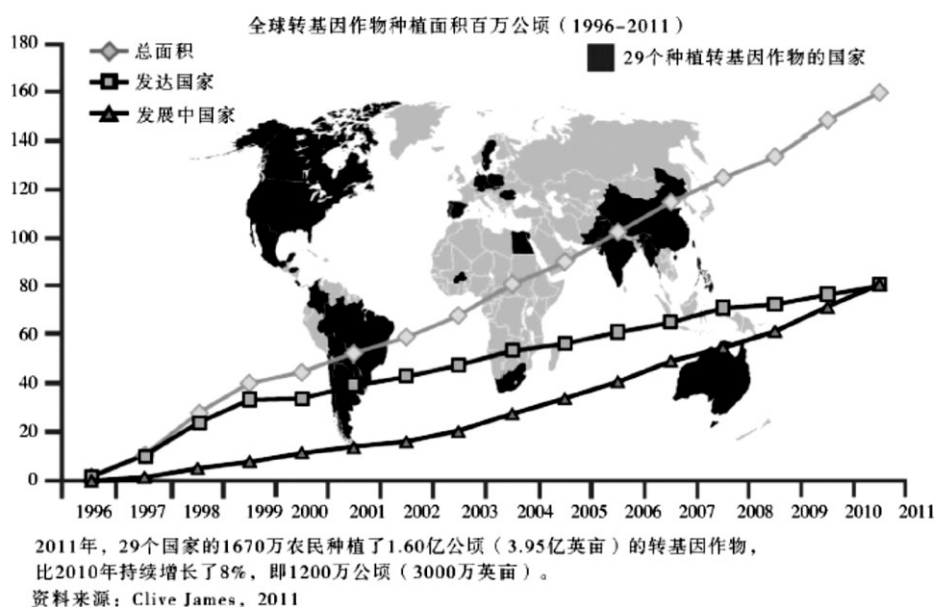 全球转基因作物种植面积百万公顷（1996-2011）
总面积
发达国家
发展中国家
29个种植转基因作物的国家
180
160
140
120
100
80
60
40
20
0
1996 1997 1998 1999 2000 2001 2002 2003 2004 2005 2006 2007 2008 2009 2010 2011
2011年，29个国家的1670万农民种植了1.60亿公顷（3.95亿英亩）的转基因作物，
比2010年持续增长了8%，即1200万公顷（3000万英亩）。
资料来源：Clive James, 2011